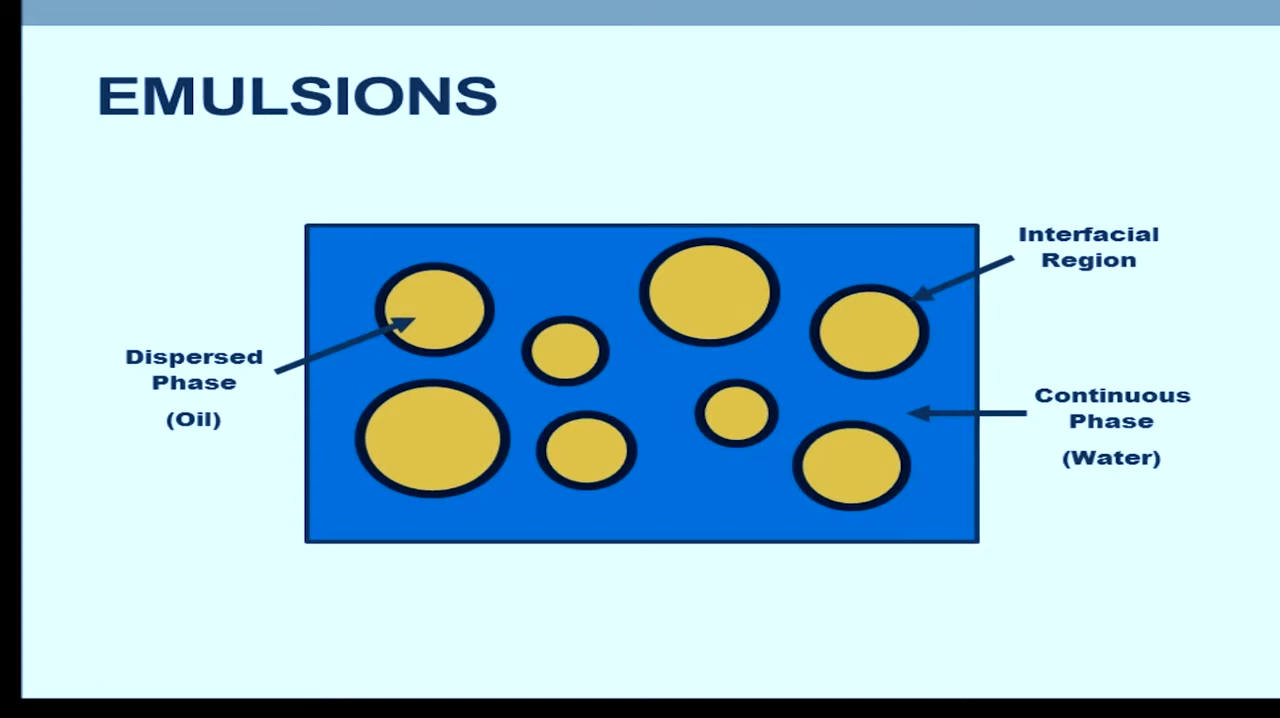 EMULSIONS
Interfacial
Region
Dispersed
Phase
(Oil)
Continuous
Phase
(Water)